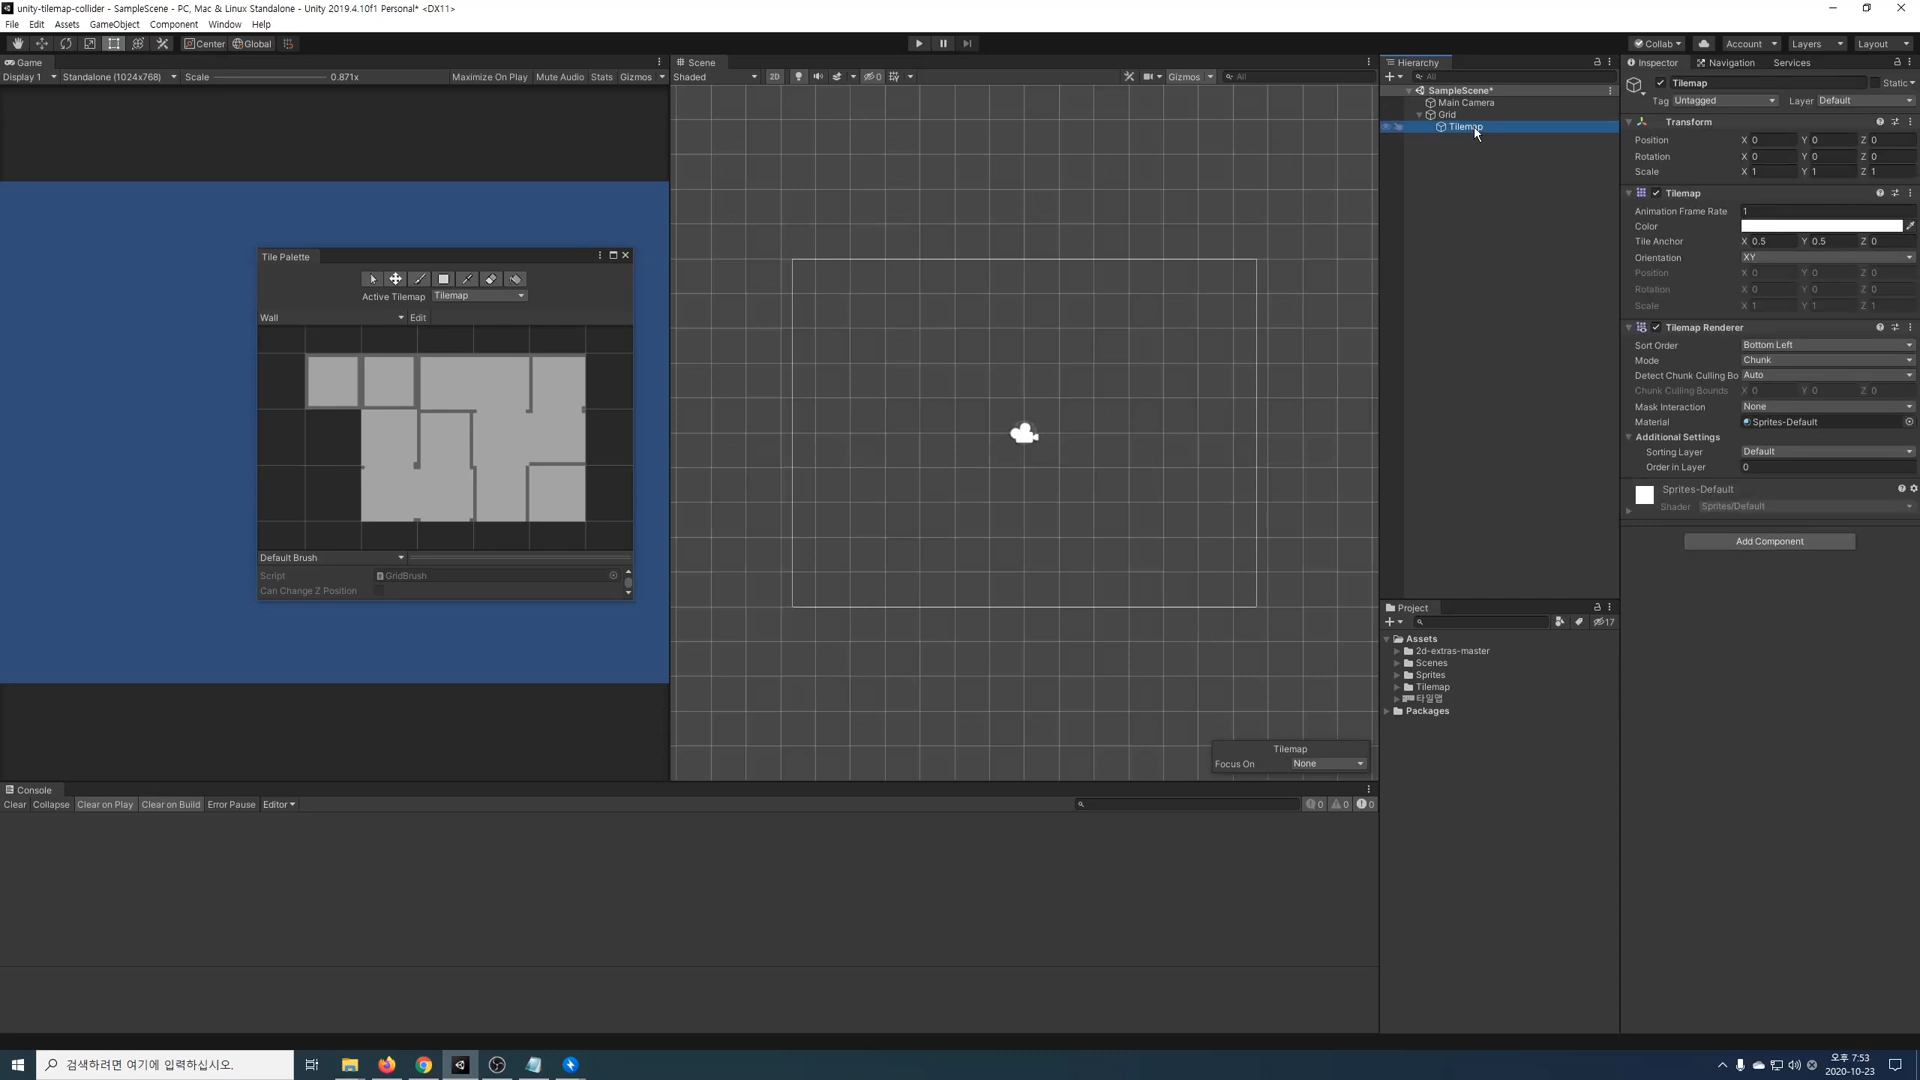 unity-tilemap-collider - SampleScene - PC, Mac & Linux Standalone - Unity 2019.4.10f1 Personal* <DX11>
File Edit Assets GameObject Component Window Help
Center Global
Collab Account Layers Layout
Game
Display 1 Standalone (1024x768) Scale 0.871x Maximize On Play Mute Audio Stats Gizmos
Scene
Shaded 2D 0 Gizmos All
Hierarchy
All
SampleScene*
Main Camera
Grid
Tilemap
Inspector Navigation Services
Tilemap Static
Tag Untagged Layer Default
Transform
Position X 0 Y 0 Z 0
Rotation X 0 Y 0 Z 0
Scale X 1 Y 1 Z 1
Tilemap
Animation Frame Rate 1
Color
Tile Anchor X 0.5 Y 0.5 Z 0
Orientation XY
Position X 0 Y 0 Z 0
Rotation X 0 Y 0 Z 0
Scale X 1 Y 1 Z 1
Tilemap Renderer
Sort Order Bottom Left
Mode Chunk
Detect Chunk Culling Bo Auto
Chunk Culling Bounds X 0 Y 0 Z 0
Mask Interaction None
Material Sprites-Default
Additional Settings
Sorting Layer Default
Order in Layer 0
Sprites-Default
Shader Sprites/Default
Add Component
Tile Palette
Active Tilemap Tilemap
Wall Edit
Default Brush
Script GridBrush
Can Change Z Position
Tilemap
Focus On None
Project
17
Assets
2d-extras-master
Scenes
Sprites
Tilemap
타일맵
Packages
Console
Clear Collapse Clear on Play Clear on Build Error Pause Editor
0 0 0
검색하려면 여기에 입력하십시오.
오후 7:53
2020-10-23